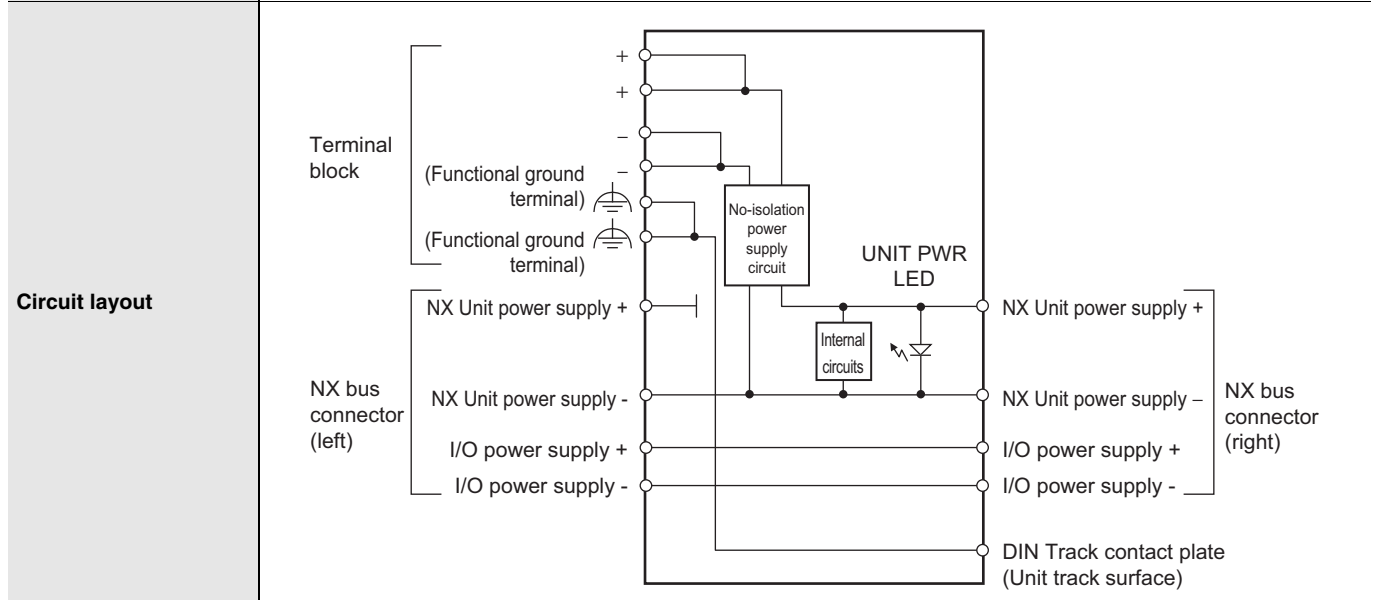 Circuit layout
Terminal
block
+
+
–
–
(Functional ground
terminal)
(Functional ground
terminal)
No-isolation
power
supply
circuit
UNIT PWR
LED
Internal
circuits
NX bus
connector
(left)
NX Unit power supply +
NX Unit power supply -
I/O power supply +
I/O power supply -
NX Unit power supply +
NX Unit power supply –
I/O power supply +
I/O power supply -
NX bus
connector
(right)
DIN Track contact plate
(Unit track surface)